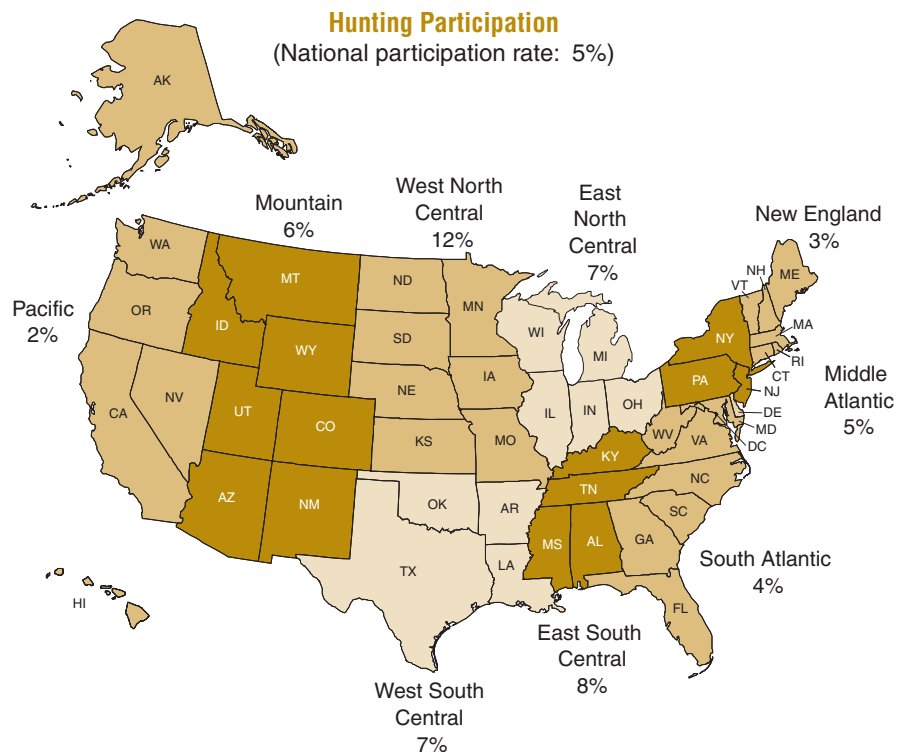 Hunting Participation
(National participation rate: 5%)
AK
Mountain
6%
West North
Central
12%
East
North
Central
7%
New England
3%
Pacific
2%
WA
OR
CA
NV
ID
MT
WY
UT
CO
AZ
NM
ND
SD
NE
KS
MN
IA
MO
WI
MI
IL
IN
OH
OK
AR
TX
LA
KY
TN
MS
AL
NY
PA
NJ
VT
NH
ME
MA
RI
CT
DE
MD
DC
WV
VA
NC
SC
GA
FL
HI
Middle
Atlantic
5%
South Atlantic
4%
East South
Central
8%
West South
Central
7%